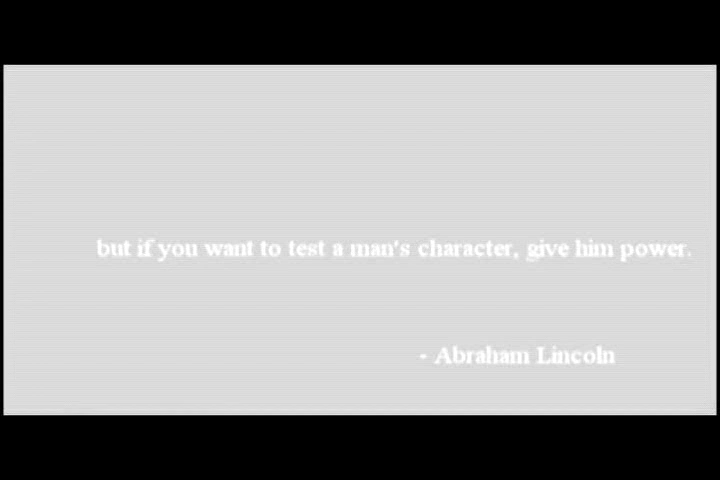 but if you want to test a man's character, give him power.
- Abraham Lincoln